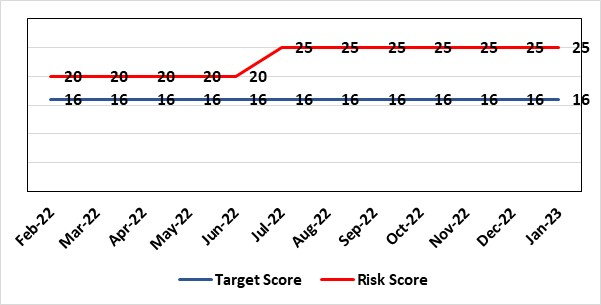 25 25 25 25 25 25 25
20 20 20 20 20
16 16 16 16 16 16 16 16 16 16 16 16
Feb-22 Mar-22 Apr-22 May-22 Jun-22 Jul-22 Aug-22 Sep-22 Oct-22 Nov-22 Dec-22 Jan-23
Target Score Risk Score